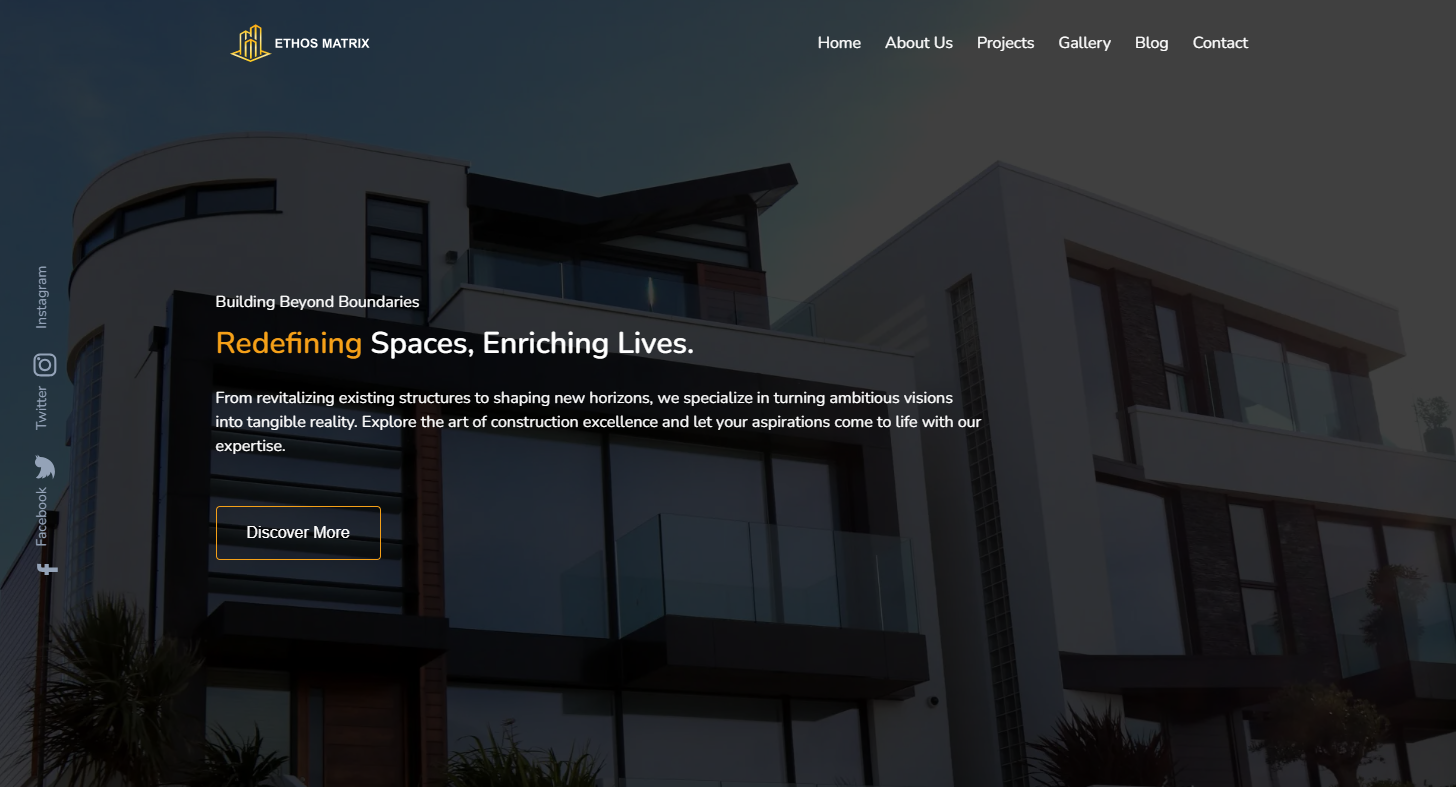 ETHOS MATRIX
Home
About Us
Projects
Gallery
Blog
Contact
Instagram
Twitter
Facebook
Building Beyond Boundaries
Redefining Spaces, Enriching Lives.
From revitalizing existing structures to shaping new horizons, we specialize in turning ambitious visions
into tangible reality. Explore the art of construction excellence and let your aspirations come to life with our
expertise.
Discover More